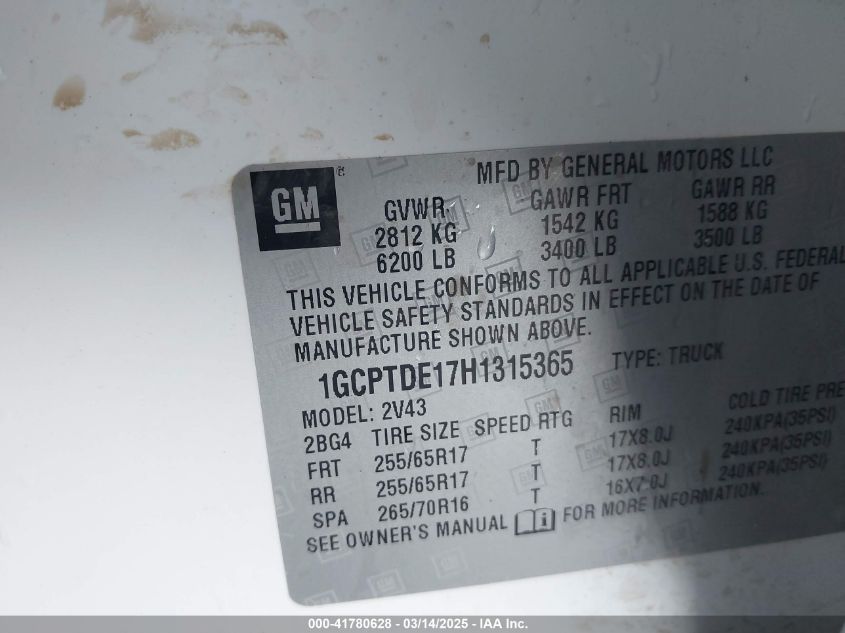 GM
MFD BY GENERAL MOTORS LLC
GVWR GAWR FRT GAWR RR
2812 KG 1542 KG 1588 KG
6200 LB 3400 LB 3500 LB
THIS VEHICLE CONFORMS TO ALL APPLICABLE U.S. FEDERAL
VEHICLE SAFETY STANDARDS IN EFFECT ON THE DATE OF
MANUFACTURE SHOWN ABOVE.
1GCPTDE17H1315365 TYPE: TRUCK
MODEL: 2V43
2BG4 TIRE SIZE SPEED RTG RIM COLD TIRE PRE
FRT 255/65R17 T 17X8.0J 240KPA(35PSI)
RR 255/65R17 T 17X8.0J 240KPA(35PSI)
SPA 265/70R16 T 16X7.0J 240KPA(35PSI)
SEE OWNER'S MANUAL FOR MORE INFORMATION.
000-41780628 - 03/14/2025 - IAA Inc.